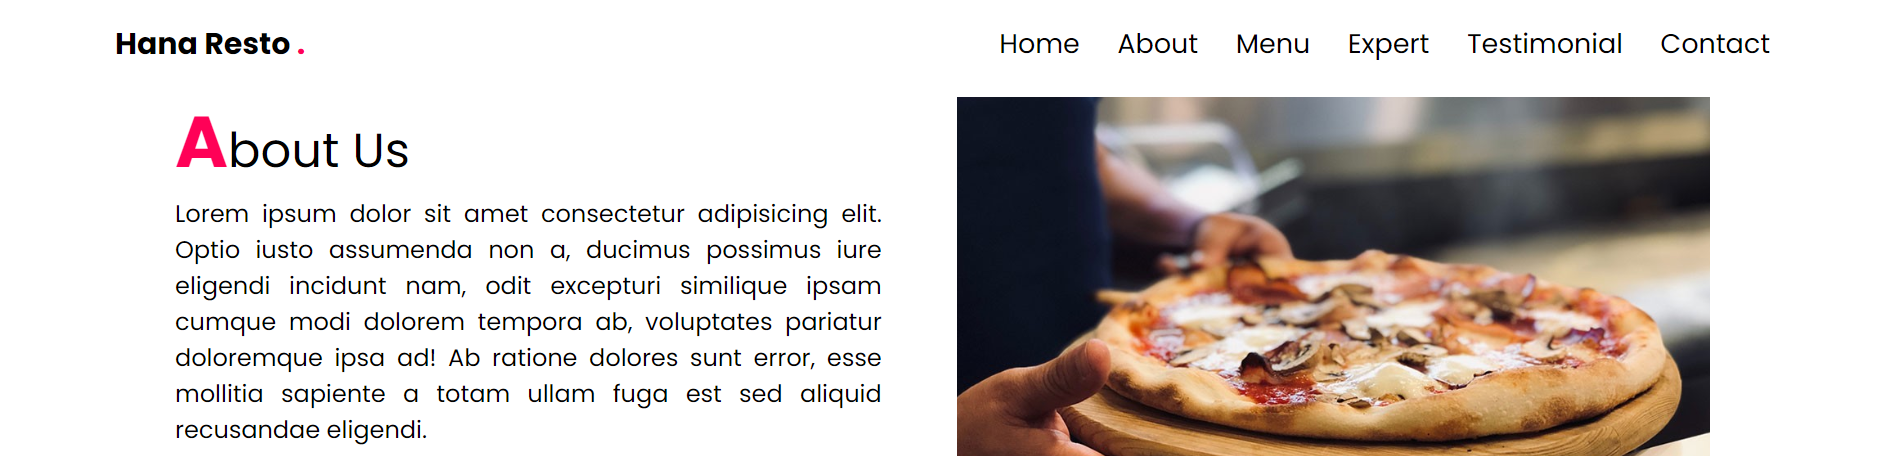 Hana Resto .
Home About Menu Expert Testimonial Contact
About Us
Lorem ipsum dolor sit amet consectetur adipisicing elit.
Optio iusto assumenda non a, ducimus possimus iure
eligendi incidunt nam, odit excepturi similique ipsam
cumque modi dolorem tempora ab, voluptates pariatur
doloremque ipsa ad! Ab ratione dolores sunt error, esse
mollitia sapiente a totam ullam fuga est sed aliquid
recusandae eligendi.